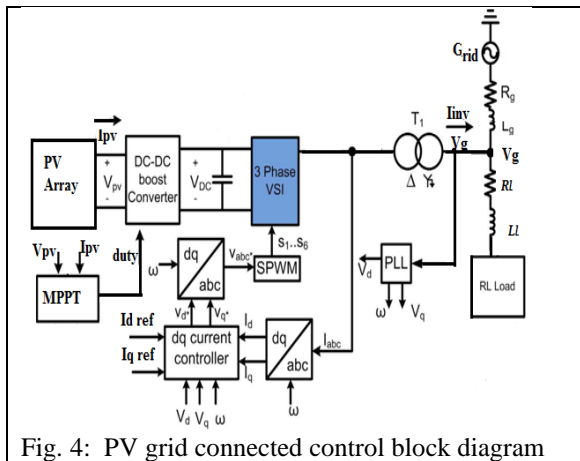 Grid
Rg
Lg
T1
Iinv
Vg
Vg
Δ Y
Rl
Ll
RL Load
Ipv
PV
Array
+
Vpv
-
DC-DC
boost
Converter
+
VDC
-
3 Phase
VSI
S1..S6
Vpv
Ipv
duty
MPPT
ω
dq
abc
Vabc*
SPWM
Vd
PLL
ω
Vq
Vd*
Vq*
Id ref
Iq ref
dq current
controller
Id
Iq
dq
abc
Iabc
ω
Vd
Vq
ω
Fig. 4: PV grid connected control block diagram